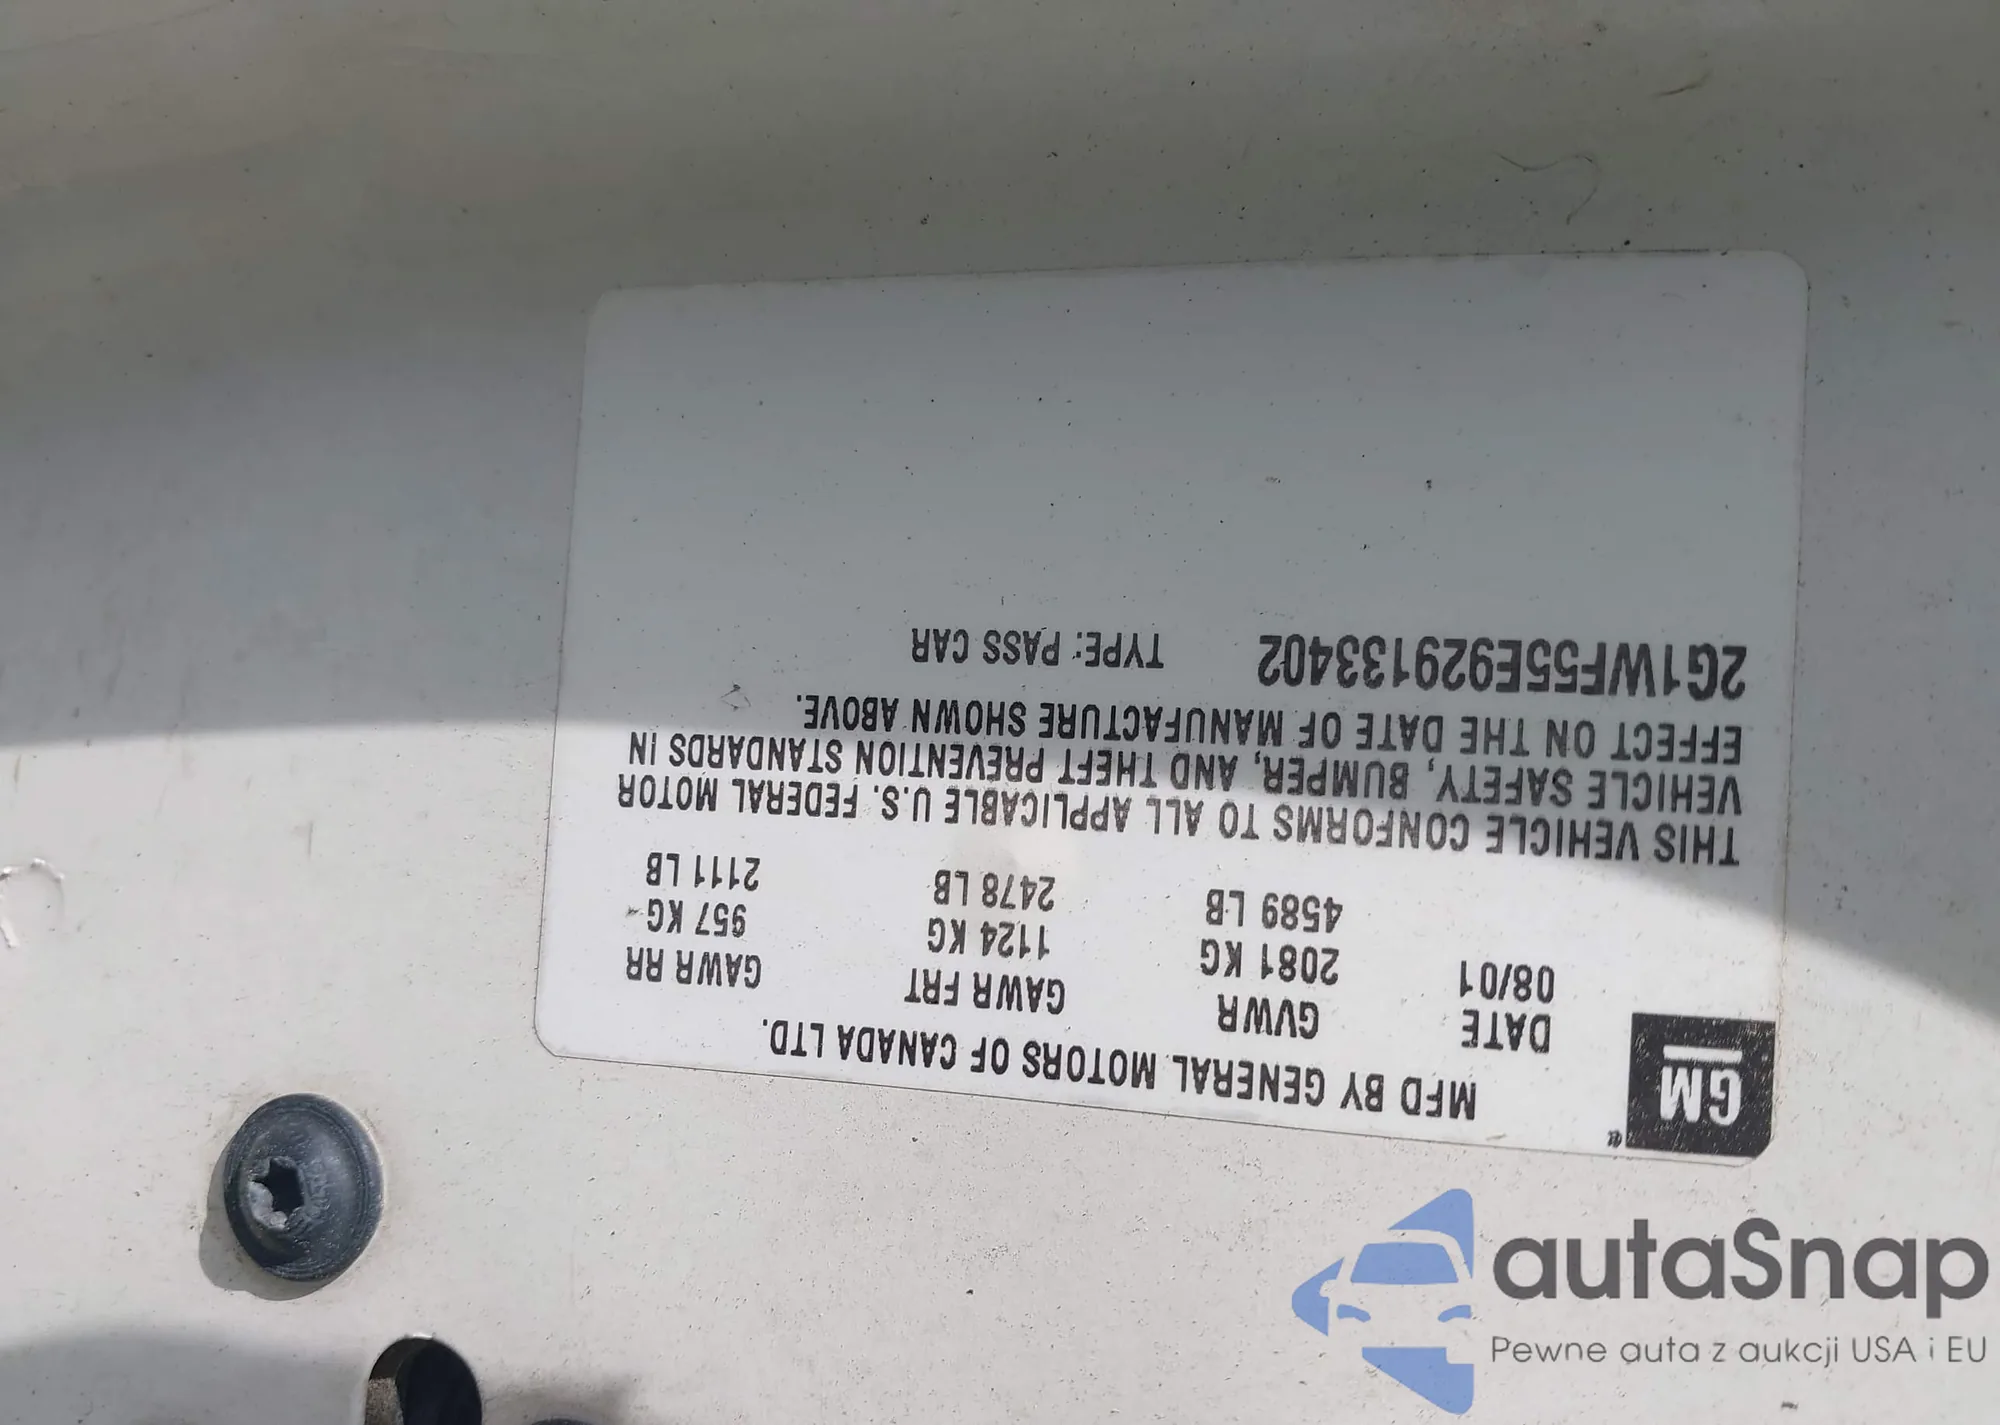 GM
MFD BY GENERAL MOTORS OF CANADA LTD.
DATE GVWR GAWR FRT GAWR RR
08/01 2081 KG 1124 KG 957 KG
4589 LB 2478 LB 2111 LB
THIS VEHICLE CONFORMS TO ALL APPLICABLE U.S. FEDERAL MOTOR
VEHICLE SAFETY, BUMPER, AND THEFT PREVENTION STANDARDS IN
EFFECT ON THE DATE OF MANUFACTURE SHOWN ABOVE.
2G1WF55E929133402 TYPE: PASS CAR
autaSnap
Pewne auta z aukcji USA i EU